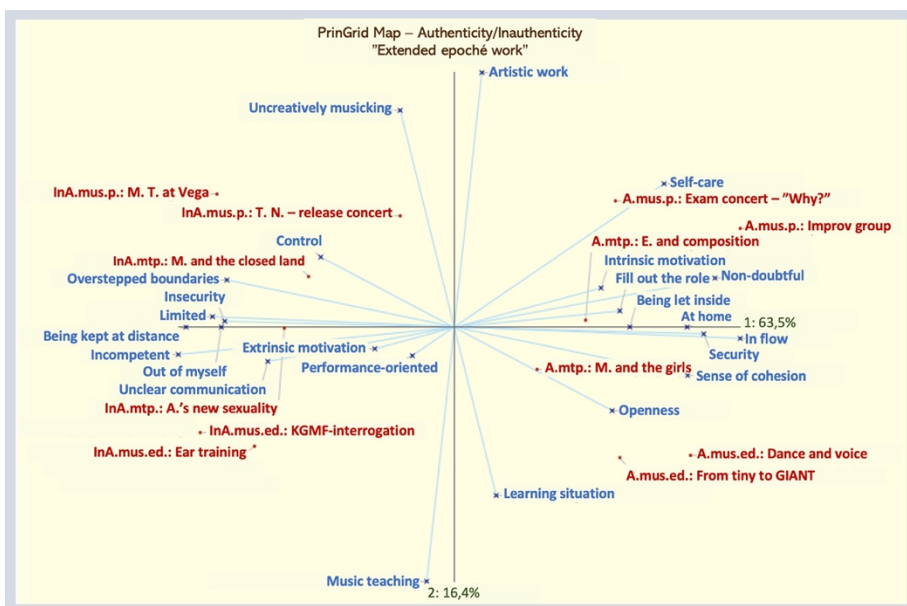 PrinGrid Map – Authenticity/Inauthenticity
"Extended epoché work"
Artistic work
Uncreatively musicking
Self-care
InA.mus.p.: M. T. at Vega
A.mus.p.: Exam concert – "Why?"
InA.mus.p.: T. N. – release concert
A.mus.p.: Improv group
Control
A.mtp.: E. and composition
InA.mtp.: M. and the closed land
Intrinsic motivation
Overstepped boundaries
Fill out the role
Non-doubtful
Insecurity
Being let inside
Limited
At home
1: 63,5%
Being kept at distance
In flow
Incompetent
Extrinsic motivation
Security
Out of myself
Performance-oriented
A.mtp.: M. and the girls
Sense of cohesion
Unclear communication
InA.mtp.: A.'s new sexuality
Openness
InA.mus.ed.: KGMF-interrogation
InA.mus.ed.: Ear training
A.mus.ed.: Dance and voice
A.mus.ed.: From tiny to GIANT
Learning situation
Music teaching
2: 16,4%